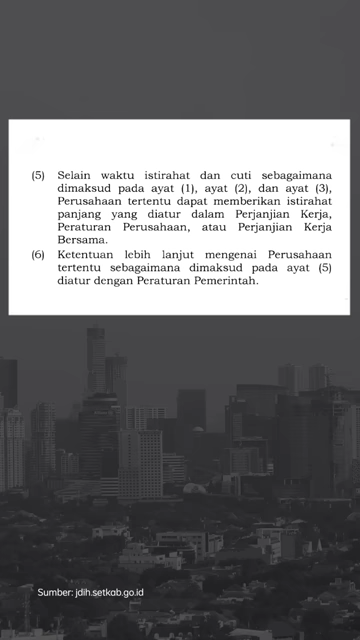 (5) Selain waktu istirahat dan cuti sebagaimana
dimaksud pada ayat (1), ayat (2), dan ayat (3),
Perusahaan tertentu dapat memberikan istirahat
panjang yang diatur dalam Perjanjian Kerja,
Peraturan Perusahaan, atau Perjanjian Kerja
Bersama.
(6) Ketentuan lebih lanjut mengenai Perusahaan
tertentu sebagaimana dimaksud pada ayat (5)
diatur dengan Peraturan Pemerintah.
Sumber: jdih.setkab.go.id